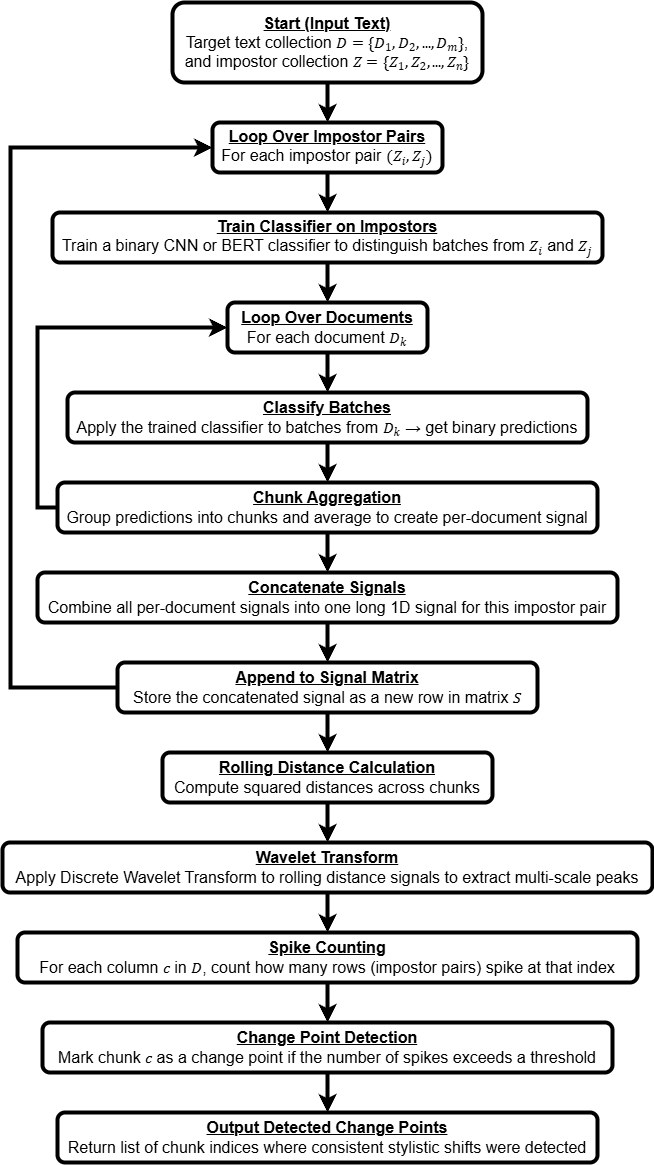 Start (Input Text)
Target text collection D = {D₁, D₂, ..., Dₘ},
and impostor collection Z = {Z₁, Z₂, ..., Zₙ}
Loop Over Impostor Pairs
For each impostor pair (Zᵢ, Zⱼ)
Train Classifier on Impostors
Train a binary CNN or BERT classifier to distinguish batches from Zᵢ and Zⱼ
Loop Over Documents
For each document Dₖ
Classify Batches
Apply the trained classifier to batches from Dₖ → get binary predictions
Chunk Aggregation
Group predictions into chunks and average to create per-document signal
Concatenate Signals
Combine all per-document signals into one long 1D signal for this impostor pair
Append to Signal Matrix
Store the concatenated signal as a new row in matrix S
Rolling Distance Calculation
Compute squared distances across chunks
Wavelet Transform
Apply Discrete Wavelet Transform to rolling distance signals to extract multi-scale peaks
Spike Counting
For each column c in D, count how many rows (impostor pairs) spike at that index
Change Point Detection
Mark chunk c as a change point if the number of spikes exceeds a threshold
Output Detected Change Points
Return list of chunk indices where consistent stylistic shifts were detected